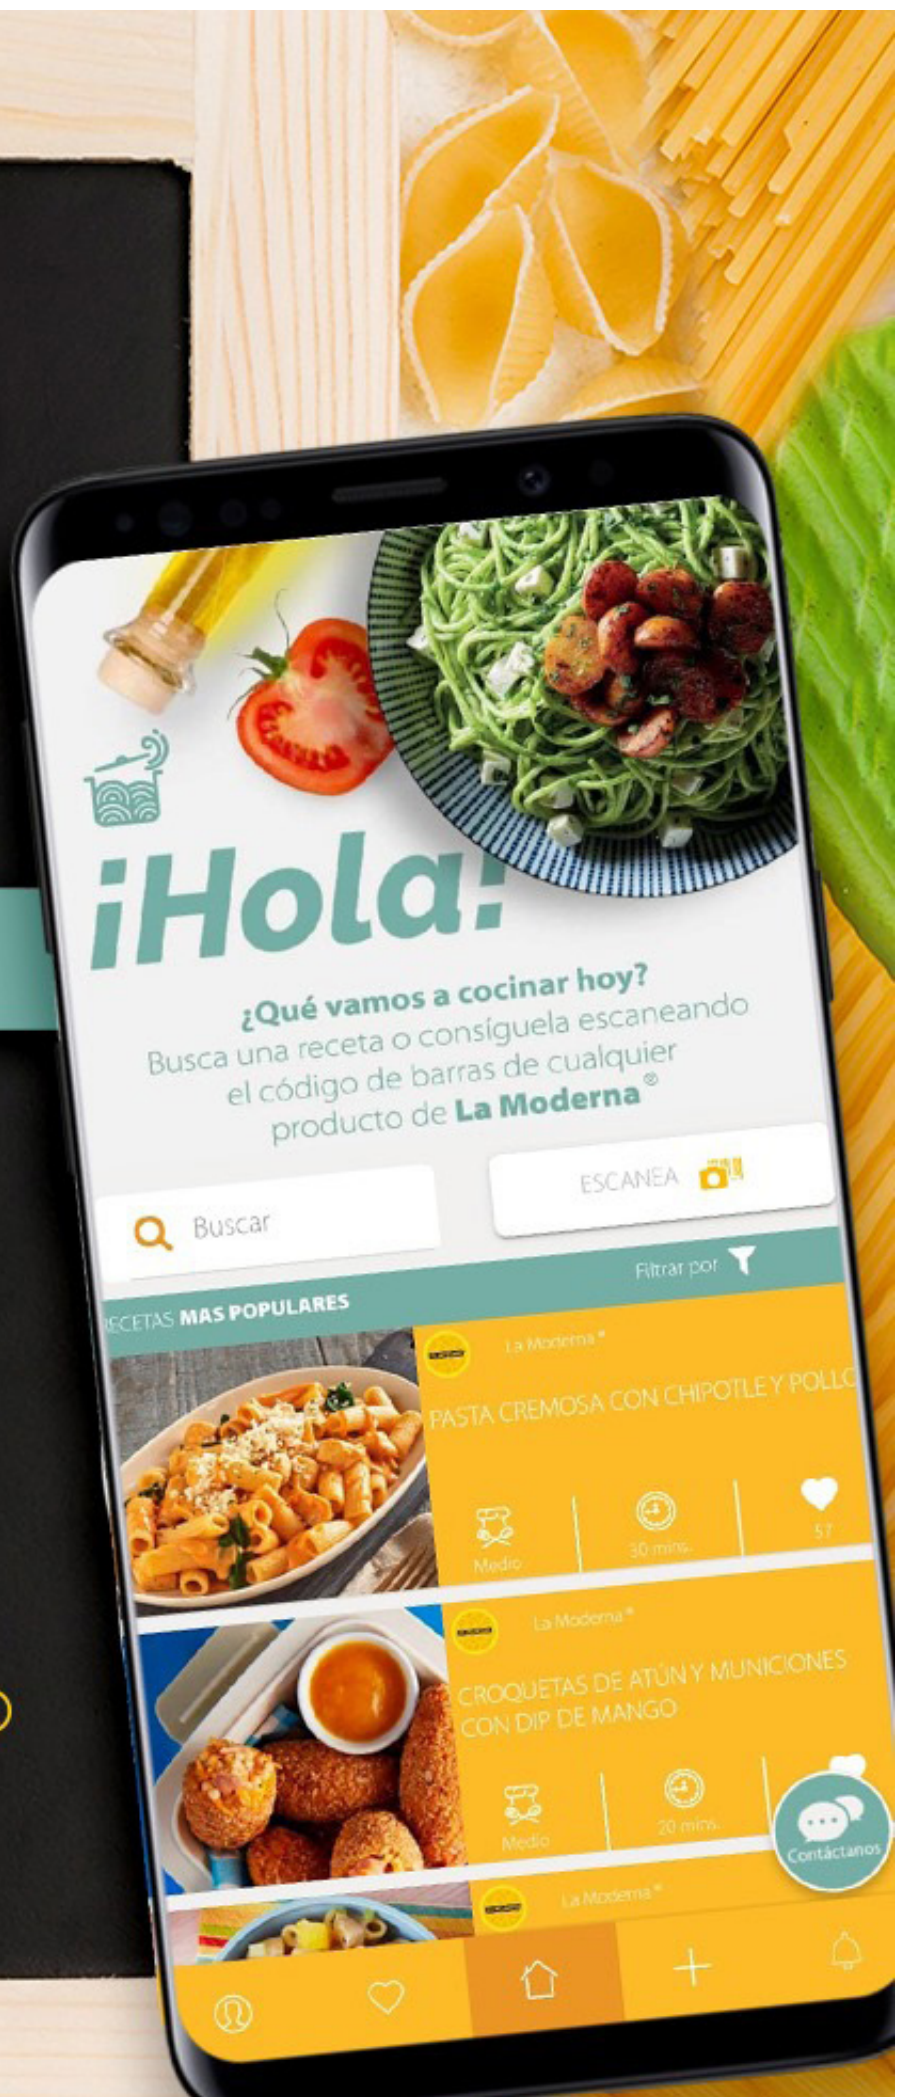 ¡Hola!
¿Qué vamos a cocinar hoy?
Busca una receta o consíguela escaneando
el código de barras de cualquier
producto de La Moderna®
Buscar
ESCANEA
RECETAS MAS POPULARES
Filtrar por
La Moderna®
PASTA CREMOSA CON CHIPOTLE Y POLLO
Medio
30 mins.
57
La Moderna®
CROQUETAS DE ATÚN Y MUNICIONES
CON DIP DE MANGO
Medio
20 mins.
Contáctanos
La Moderna®